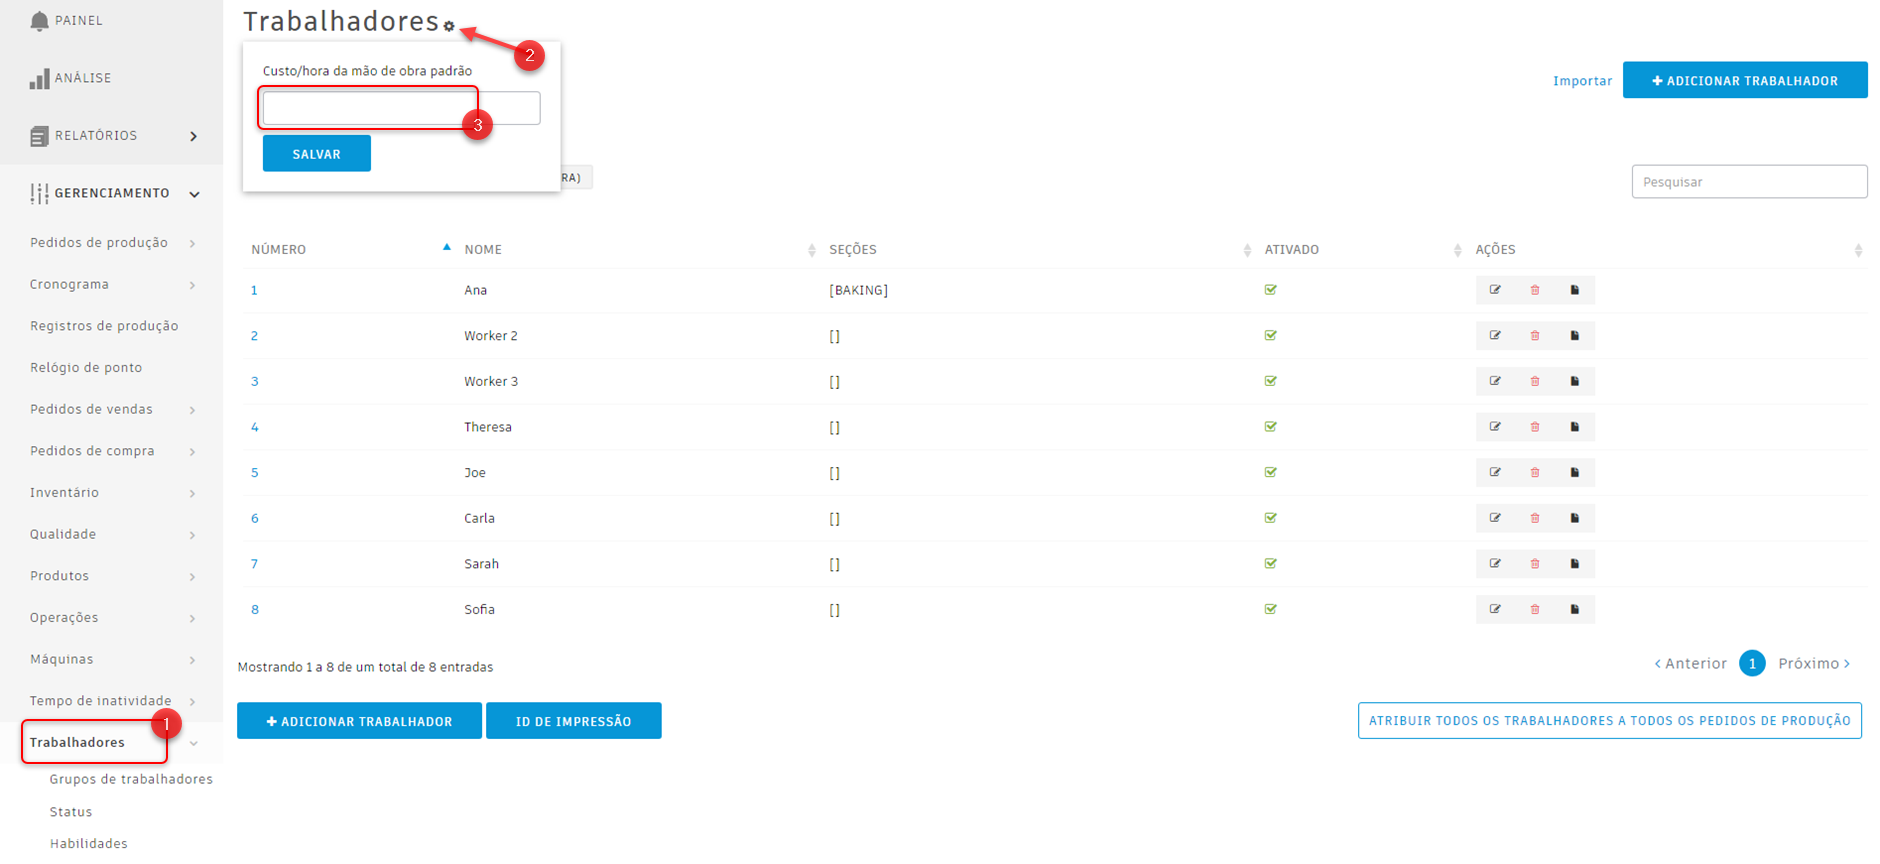 PAINEL
ANÁLISE
RELATÓRIOS
GERENCIAMENTO
Pedidos de produção
Cronograma
Registros de produção
Relógio de ponto
Pedidos de vendas
Pedidos de compra
Inventário
Qualidade
Produtos
Operações
Máquinas
Tempo de inatividade
1
Trabalhadores
Grupos de trabalhadores
Status
Habilidades
Trabalhadores
2
Custo/hora da mão de obra padrão
3
SALVAR
RA)
Importar
ADICIONAR TRABALHADOR
Pesquisar
NÚMERO NOME SEÇÕES ATIVADO AÇÕES
1 Ana [BAKING]
2 Worker 2 []
3 Worker 3 []
4 Theresa []
5 Joe []
6 Carla []
7 Sarah []
8 Sofia []
Mostrando 1 a 8 de um total de 8 entradas
Anterior 1 Próximo
ADICIONAR TRABALHADOR ID DE IMPRESSÃO ATRIBUIR TODOS OS TRABALHADORES A TODOS OS PEDIDOS DE PRODUÇÃO